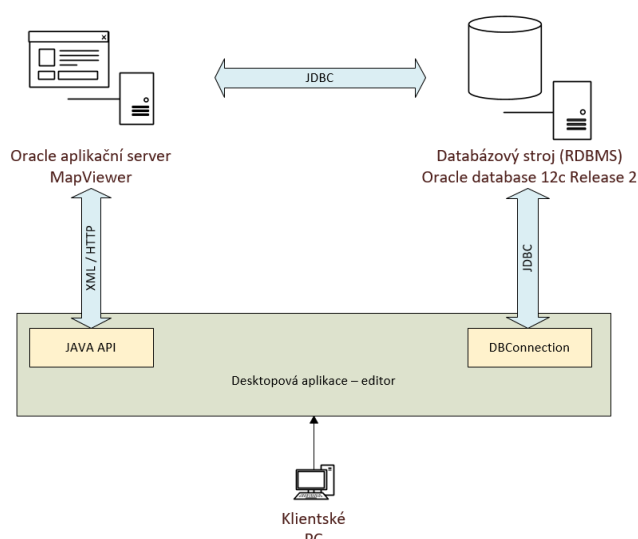 JDBC
Oracle aplikační server
MapViewer
Databázový stroj (RDBMS)
Oracle database 12c Release 2
XML / HTTP
JDBC
JAVA API
DBConnection
Desktopová aplikace – editor
Klientské
PC